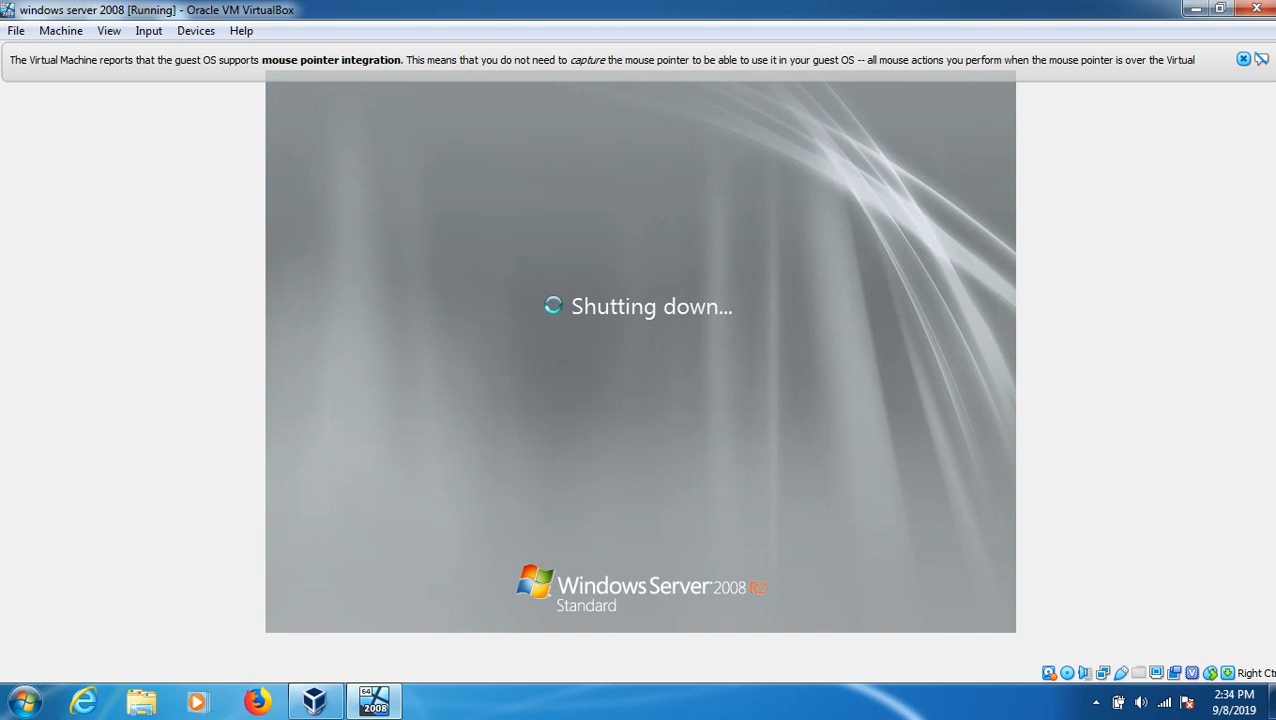 windows server 2008 [Running] - Oracle VM VirtualBox
File Machine View Input Devices Help
The Virtual Machine reports that the guest OS supports mouse pointer integration. This means that you do not need to capture the mouse pointer to be able to use it in your guest OS -- all mouse actions you perform when the mouse pointer is over the Virtual
Shutting down...
Windows Server 2008 R2
Standard
Right Ct
64
2008
2:34 PM
9/8/2019